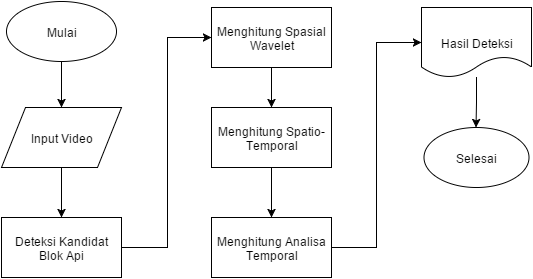 Mulai
Input Video
Deteksi Kandidat
Blok Api
Menghitung Spasial
Wavelet
Menghitung Spatio-
Temporal
Menghitung Analisa
Temporal
Hasil Deteksi
Selesai